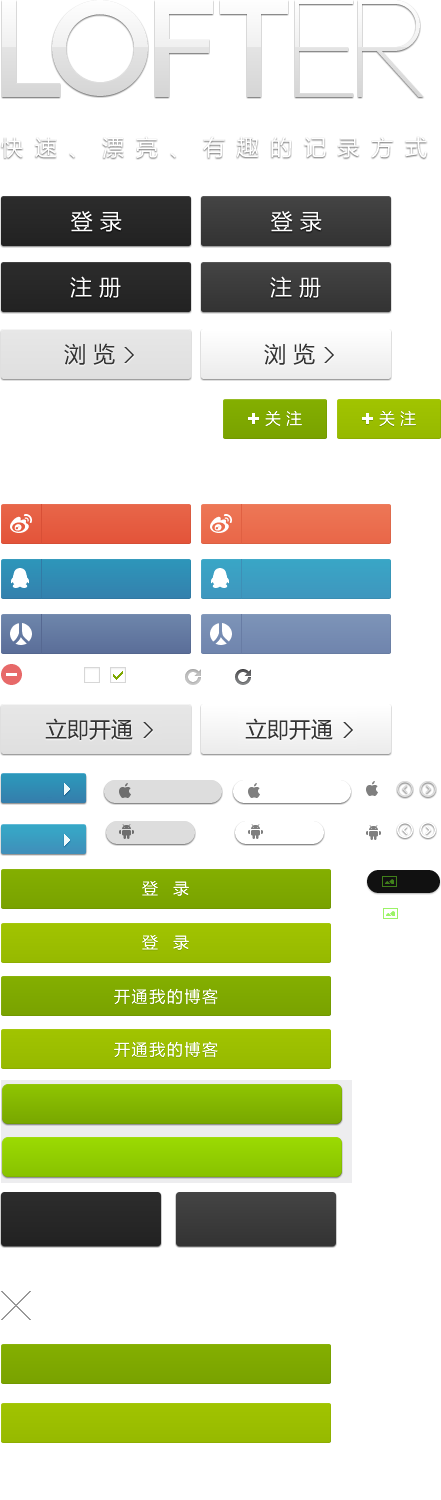 LOFTER
快速、漂亮、有趣的记录方式
登录 登录
注册 注册
浏览 浏览
关注 关注
立即开通 立即开通
登录
登录
开通我的博客
开通我的博客